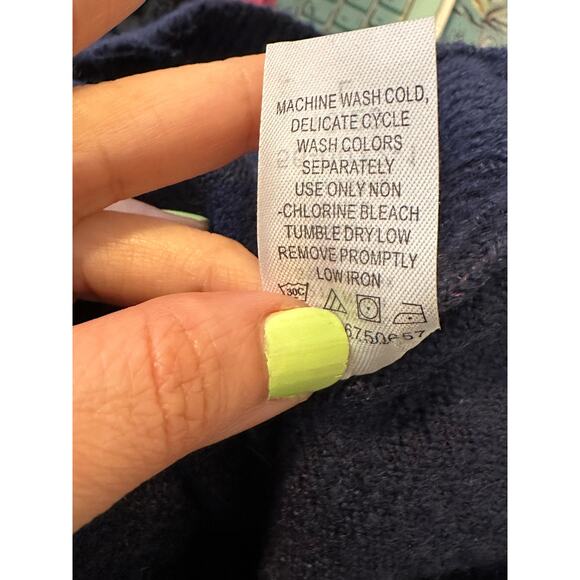 MACHINE WASH COLD,
DELICATE CYCLE
WASH COLORS
SEPARATELY
USE ONLY NON
-CHLORINE BLEACH
TUMBLE DRY LOW
REMOVE PROMPTLY
LOW IRON
30C